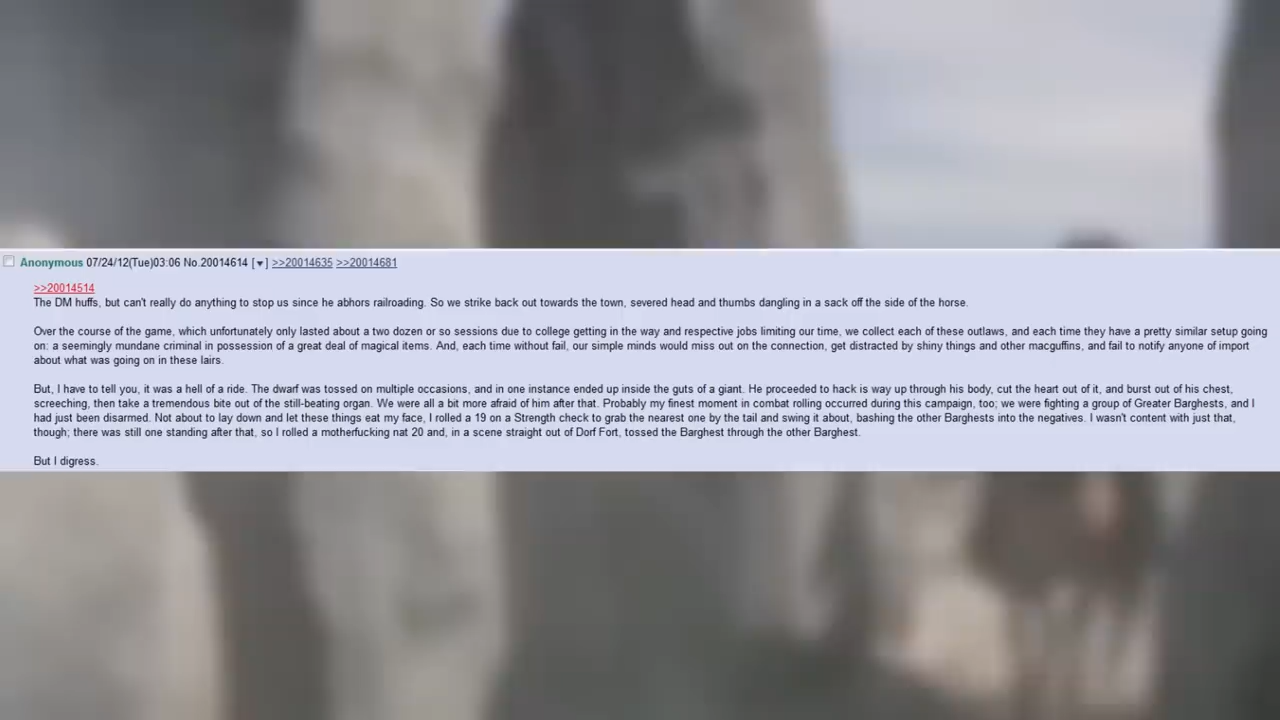 Anonymous 07/24/12(Tue)03:06 No.20014614 [▼] >>20014635 >>20014681
>>20014514
The DM huffs, but can't really do anything to stop us since he abhors railroading. So we strike back out towards the town, severed head and thumbs dangling in a sack off the side of the horse.
Over the course of the game, which unfortunately only lasted about a two dozen or so sessions due to college getting in the way and respective jobs limiting our time, we collect each of these outlaws, and each time they have a pretty similar setup going
on: a seemingly mundane criminal in possession of a great deal of magical items. And, each time without fail, our simple minds would miss out on the connection, get distracted by shiny things and other macguffins, and fail to notify anyone of import
about what was going on in these lairs.
But, I have to tell you, it was a hell of a ride. The dwarf was tossed on multiple occasions, and in one instance ended up inside the guts of a giant. He proceeded to hack is way up through his body, cut the heart out of it, and burst out of his chest,
screeching, then take a tremendous bite out of the still-beating organ. We were all a bit more afraid of him after that. Probably my finest moment in combat rolling occurred during this campaign, too; we were fighting a group of Greater Barghests, and I
had just been disarmed. Not about to lay down and let these things eat my face, I rolled a 19 on a Strength check to grab the nearest one by the tail and swing it about, bashing the other Barghests into the negatives. I wasn't content with just that,
though; there was still one standing after that, so I rolled a motherfucking nat 20 and, in a scene straight out of Dorf Fort, tossed the Barghest through the other Barghest.
But I digress.